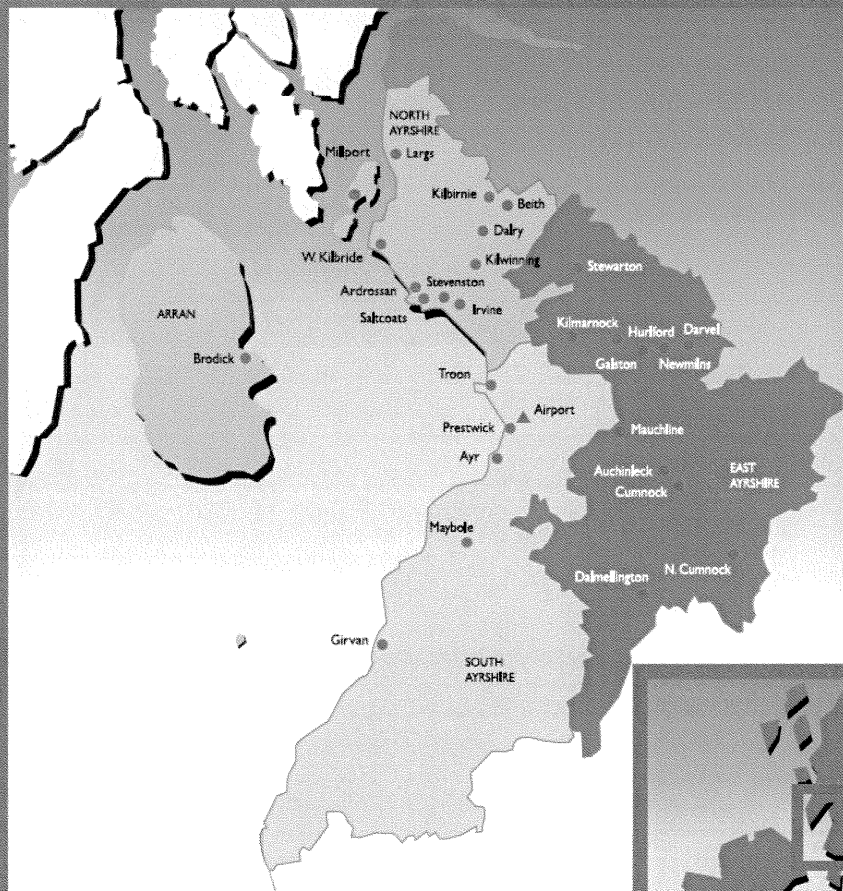 NORTH
AYRSHIRE
Millport
Largs
Kilbirnie
Beith
Dalry
W. Kilbride
Kilwinning
Stewarton
Ardrossan
Stevenston
Saltcoats
Irvine
Kilmarnock
Hurlford
Darvel
ARRAN
Brodick
Galston
Newmilns
Troon
Airport
Prestwick
Mauchline
Ayr
Auchinleck
EAST
AYRSHIRE
Cumnock
Maybole
Dalmellington
N. Cumnock
Girvan
SOUTH
AYRSHIRE